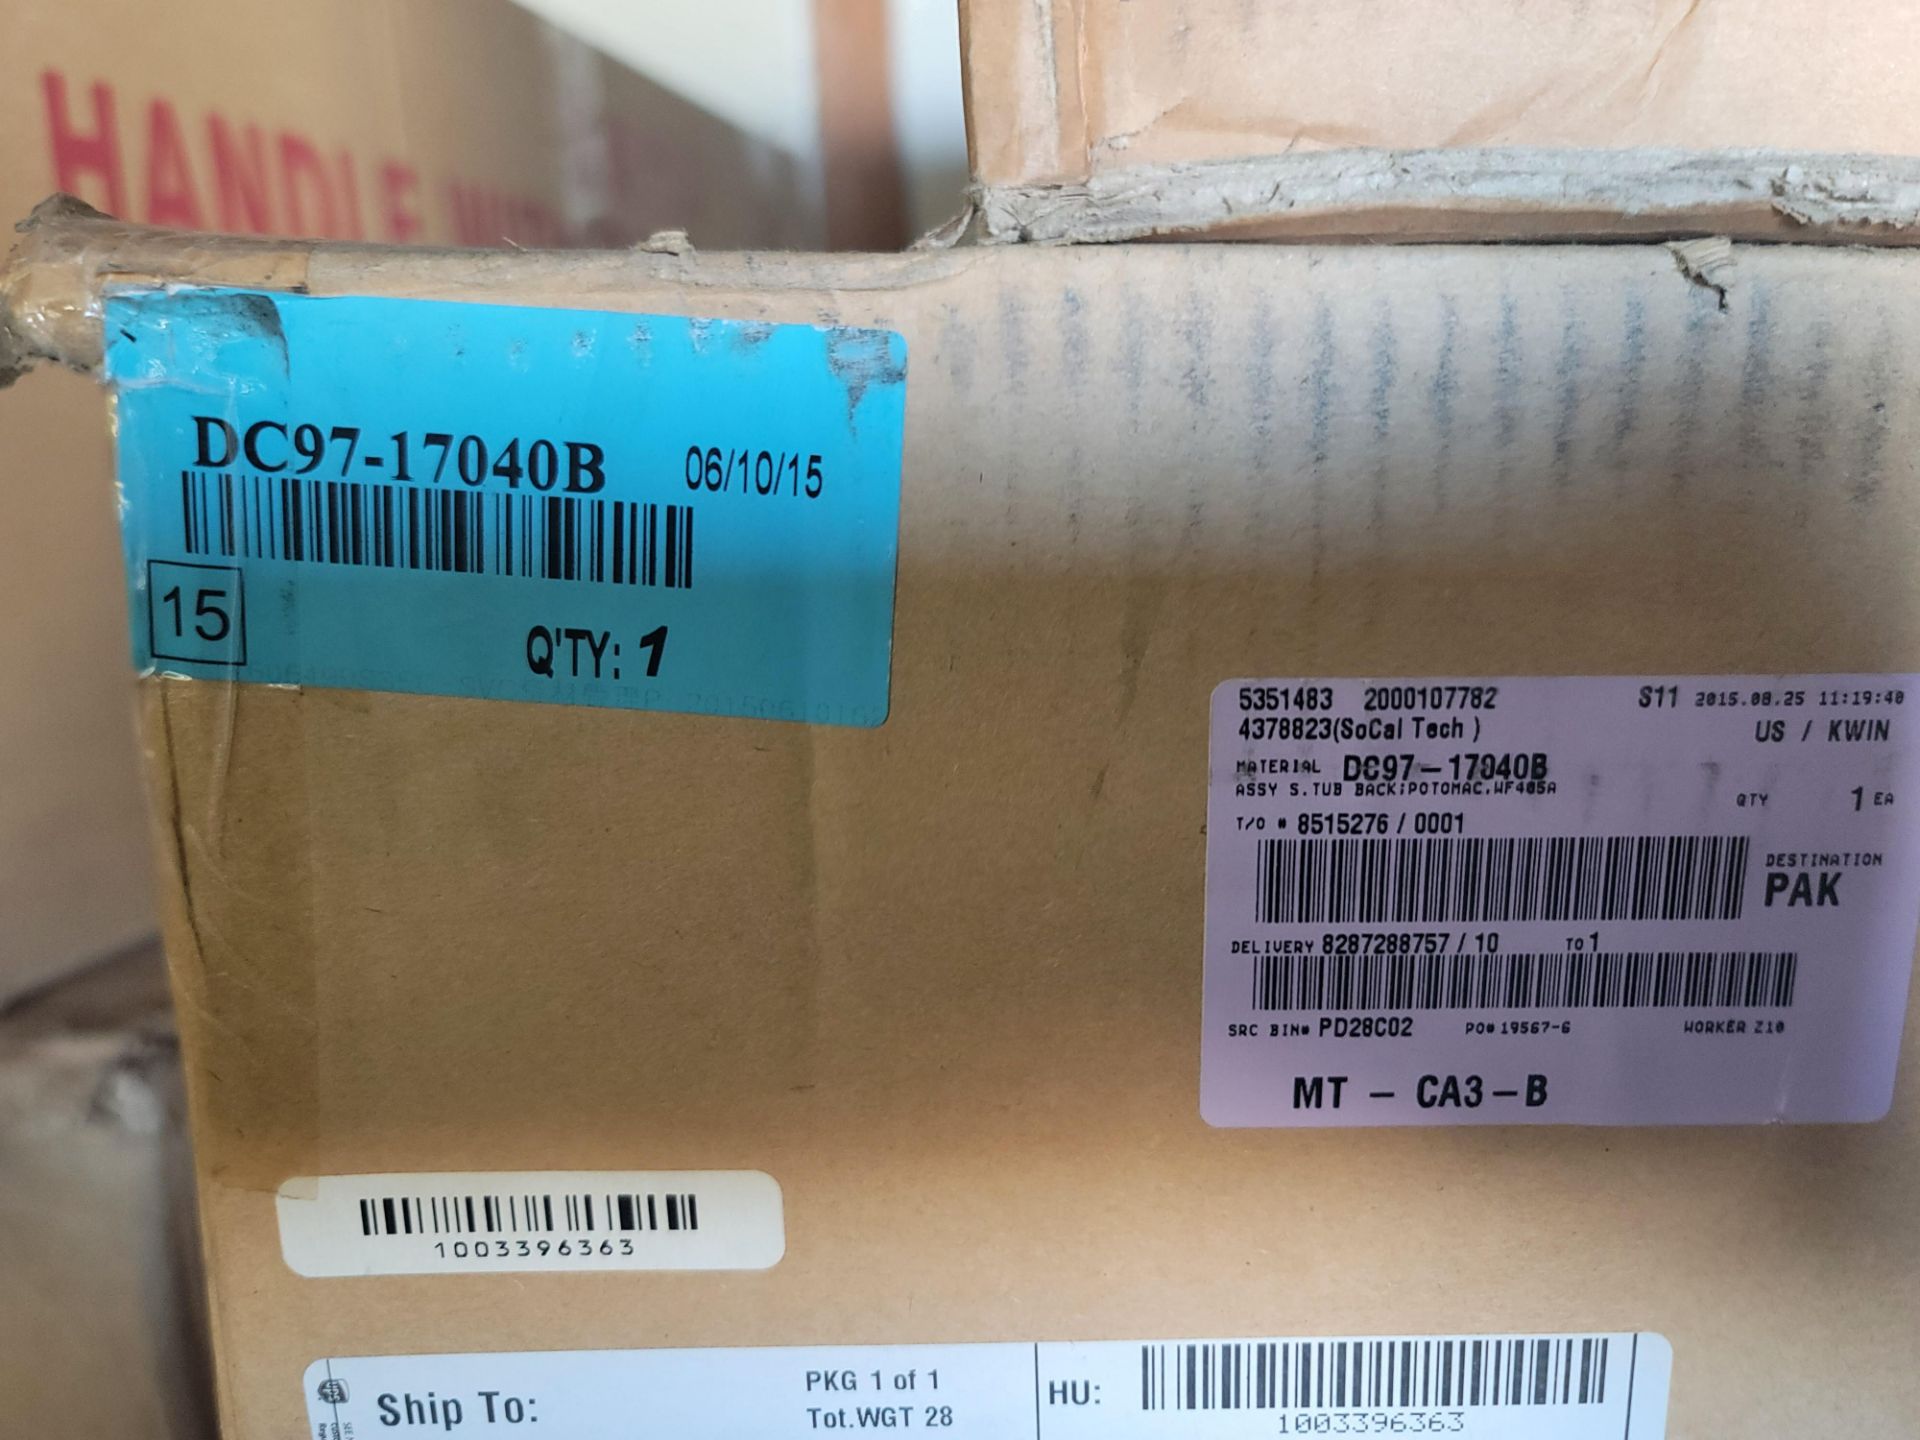 HANDLE WITH
DC97-17040B 06/10/15
15
Q'TY: 1
5351483 2000107782 S11 2015.08.25 11:19:40
4378823(SoCal Tech ) US / KWIN
MATERIAL DC97-17040B
ASSY S.TUB BACK;POTOMAC,WF405A
QTY 1 EA
T/O # 8515276 / 0001
DESTINATION
PAK
DELIVERY 8287288757 / 10 TO 1
SRC BIN# PD28C02 PO# 19567-6 WORKER Z10
MT - CA3-B
1003396363
Ship To:
PKG 1 of 1
Tot.WGT 28
HU:
1003396363